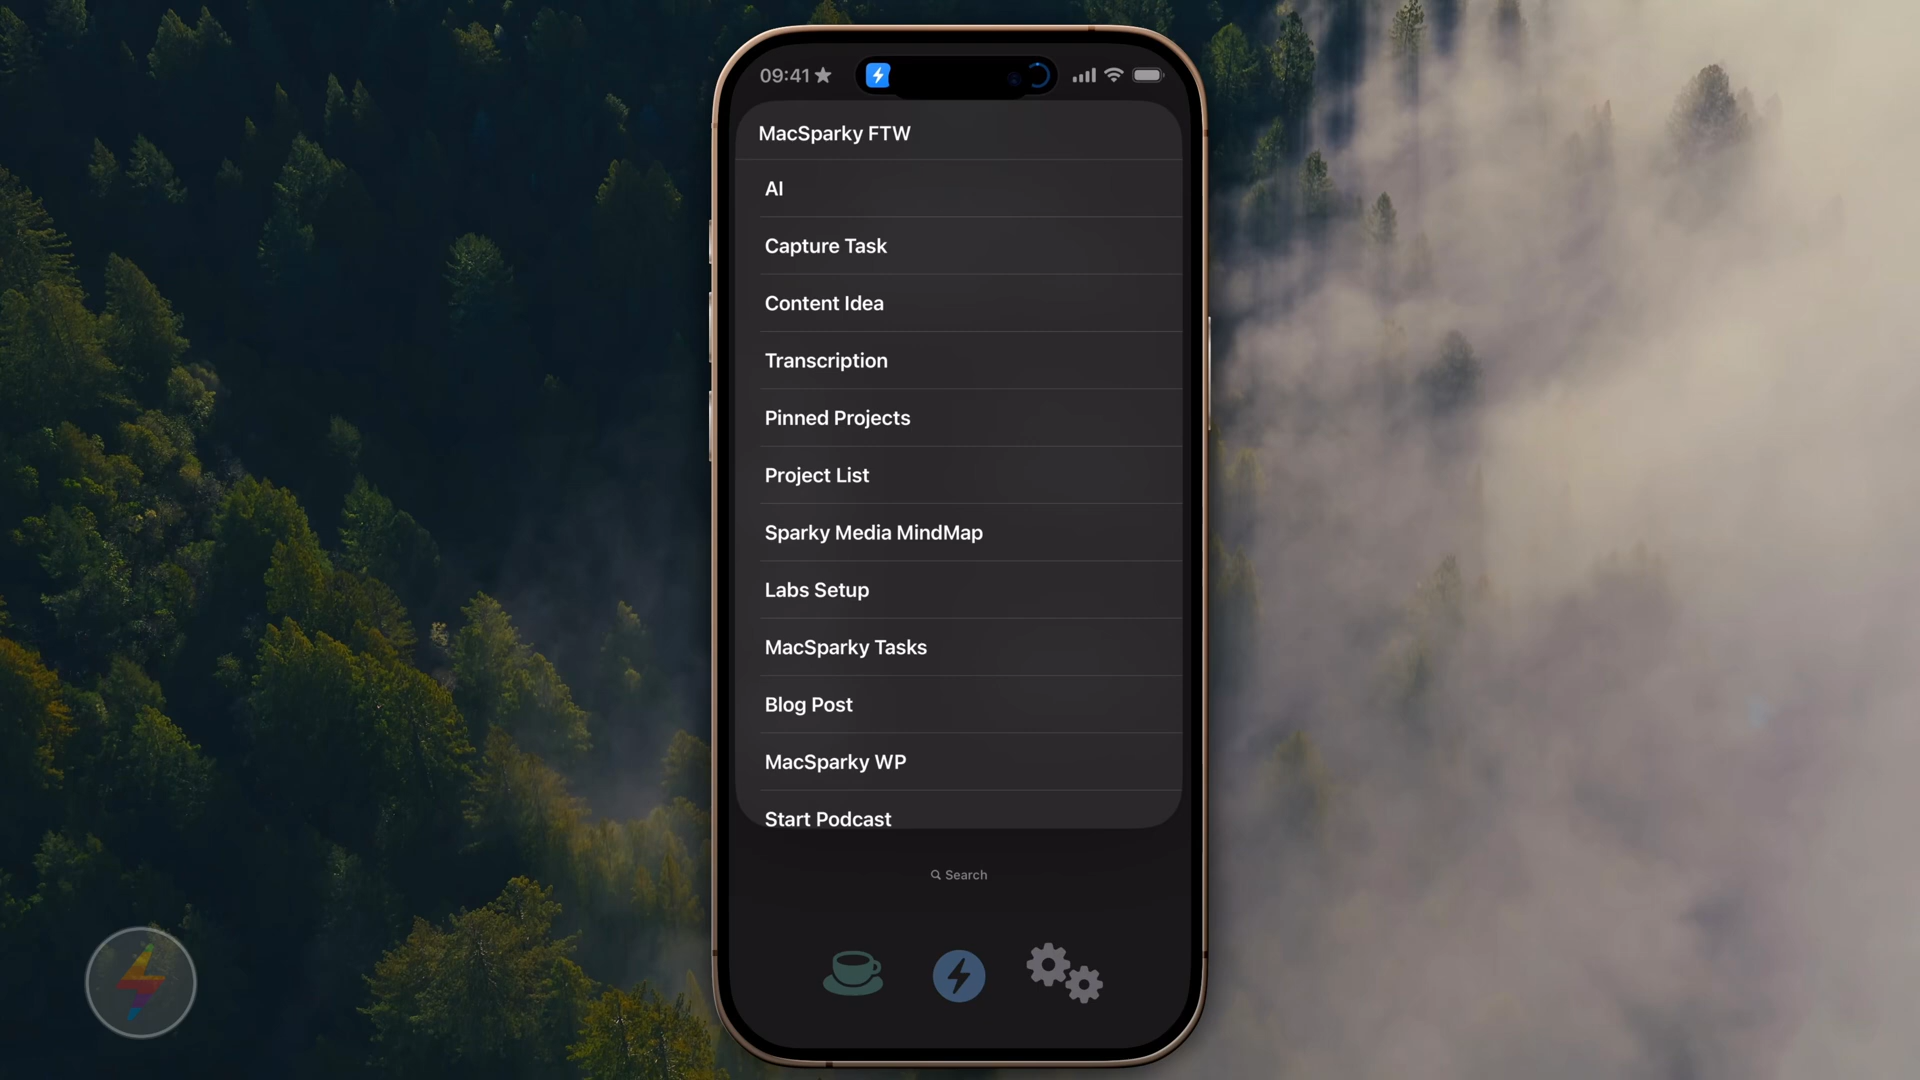 09:41
MacSparky FTW
AI
Capture Task
Content Idea
Transcription
Pinned Projects
Project List
Sparky Media MindMap
Labs Setup
MacSparky Tasks
Blog Post
MacSparky WP
Start Podcast
Search